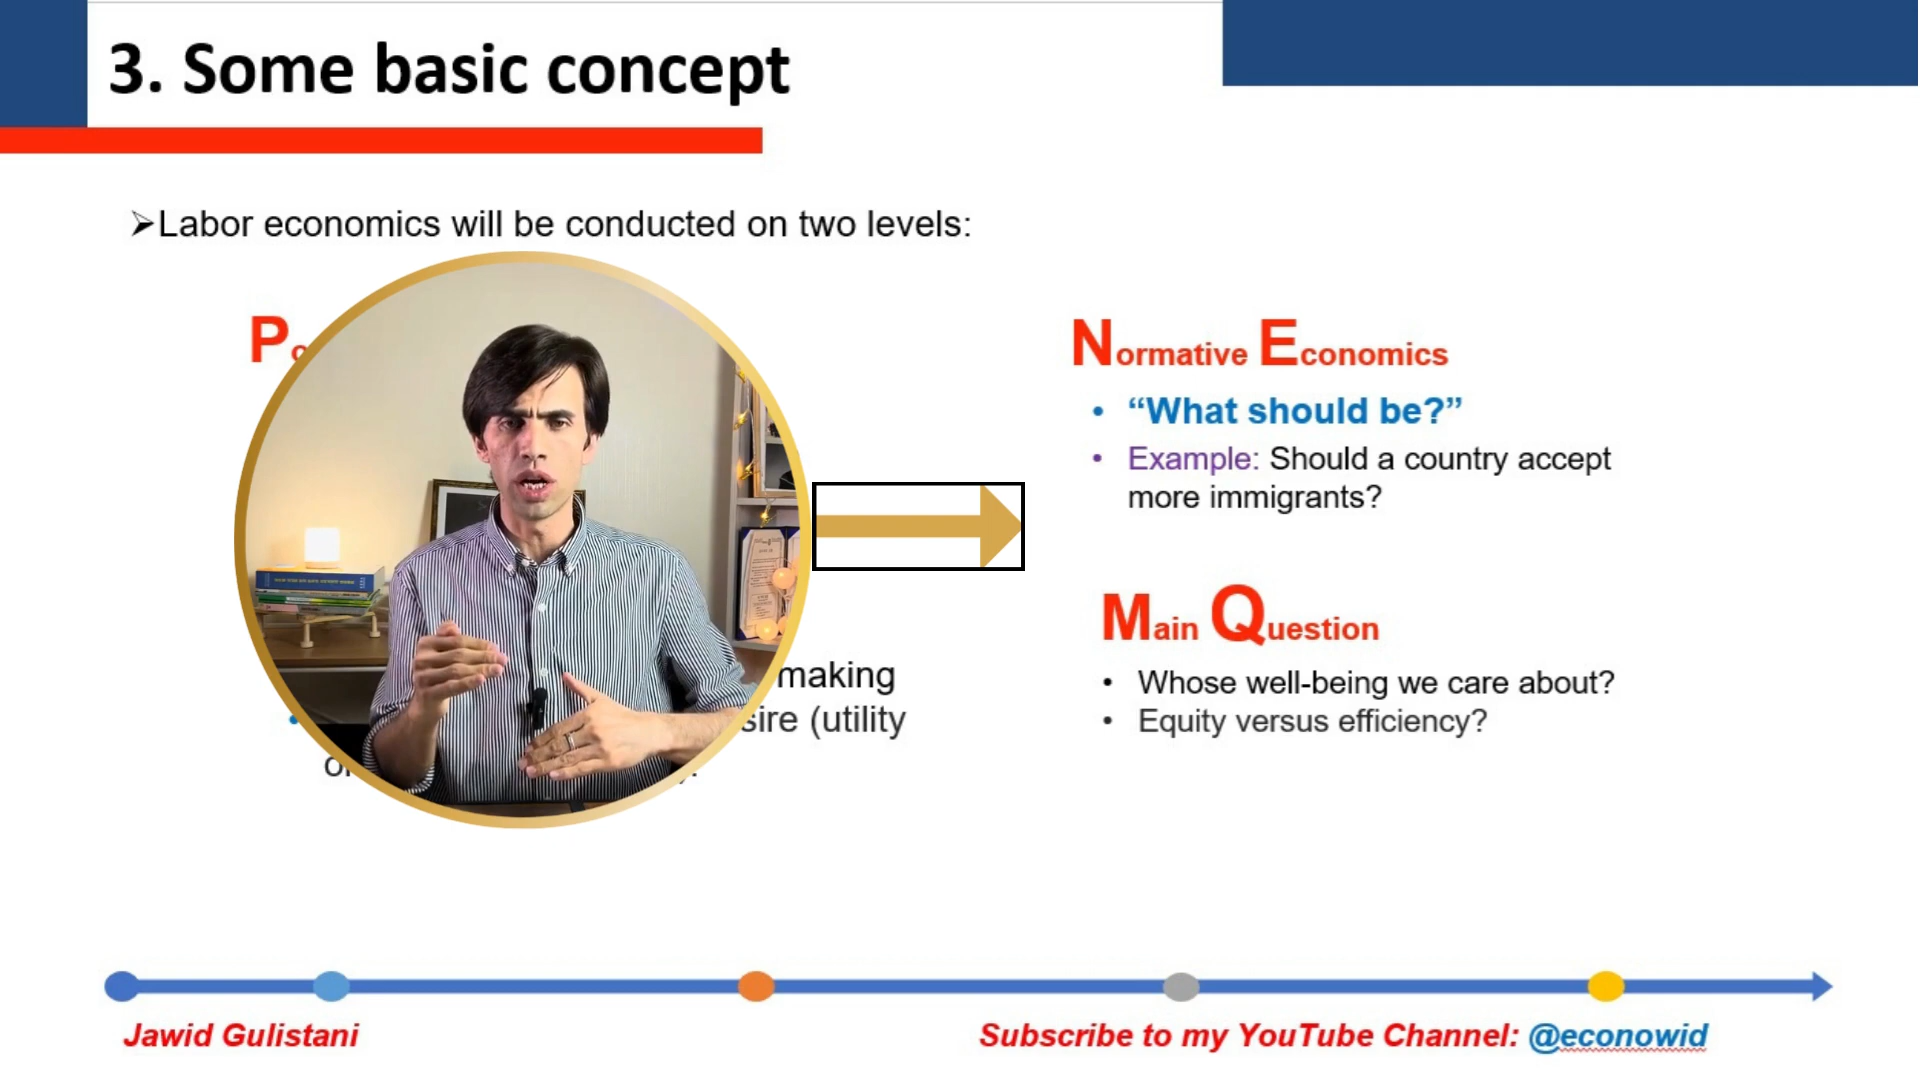 3. Some basic concept
➢Labor economics will be conducted on two levels:
P
Normative Economics
• “What should be?”
• Example: Should a country accept
more immigrants?
Main Question
making
(utility
• Whose well-being we care about?
• Equity versus efficiency?
Jawid Gulistani
Subscribe to my YouTube Channel: @econowid